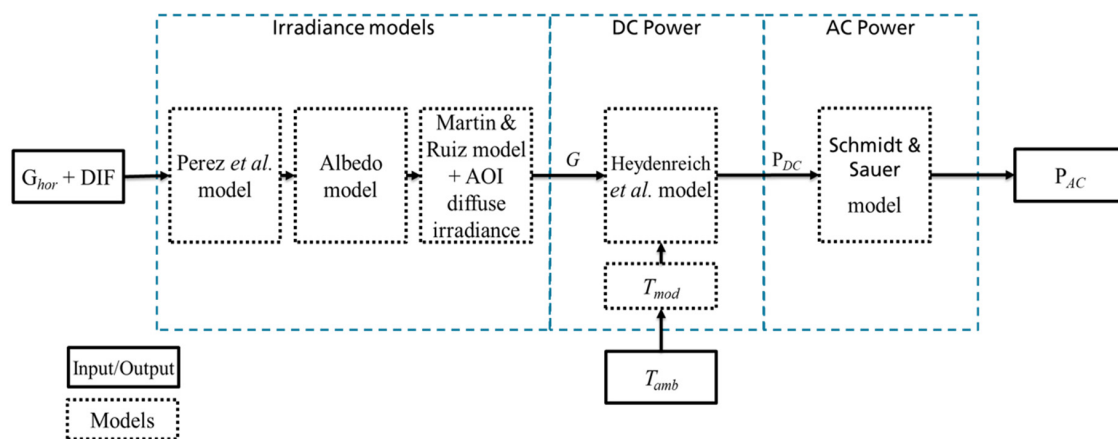 Irradiance models
DC Power
AC Power
G_hor + DIF
Perez et al.
model
Albedo
model
Martin &
Ruiz model
+ AOI
diffuse
irradiance
G
Heydenreich
et al. model
P_DC
Schmidt &
Sauer
model
P_AC
T_mod
T_amb
Input/Output
Models